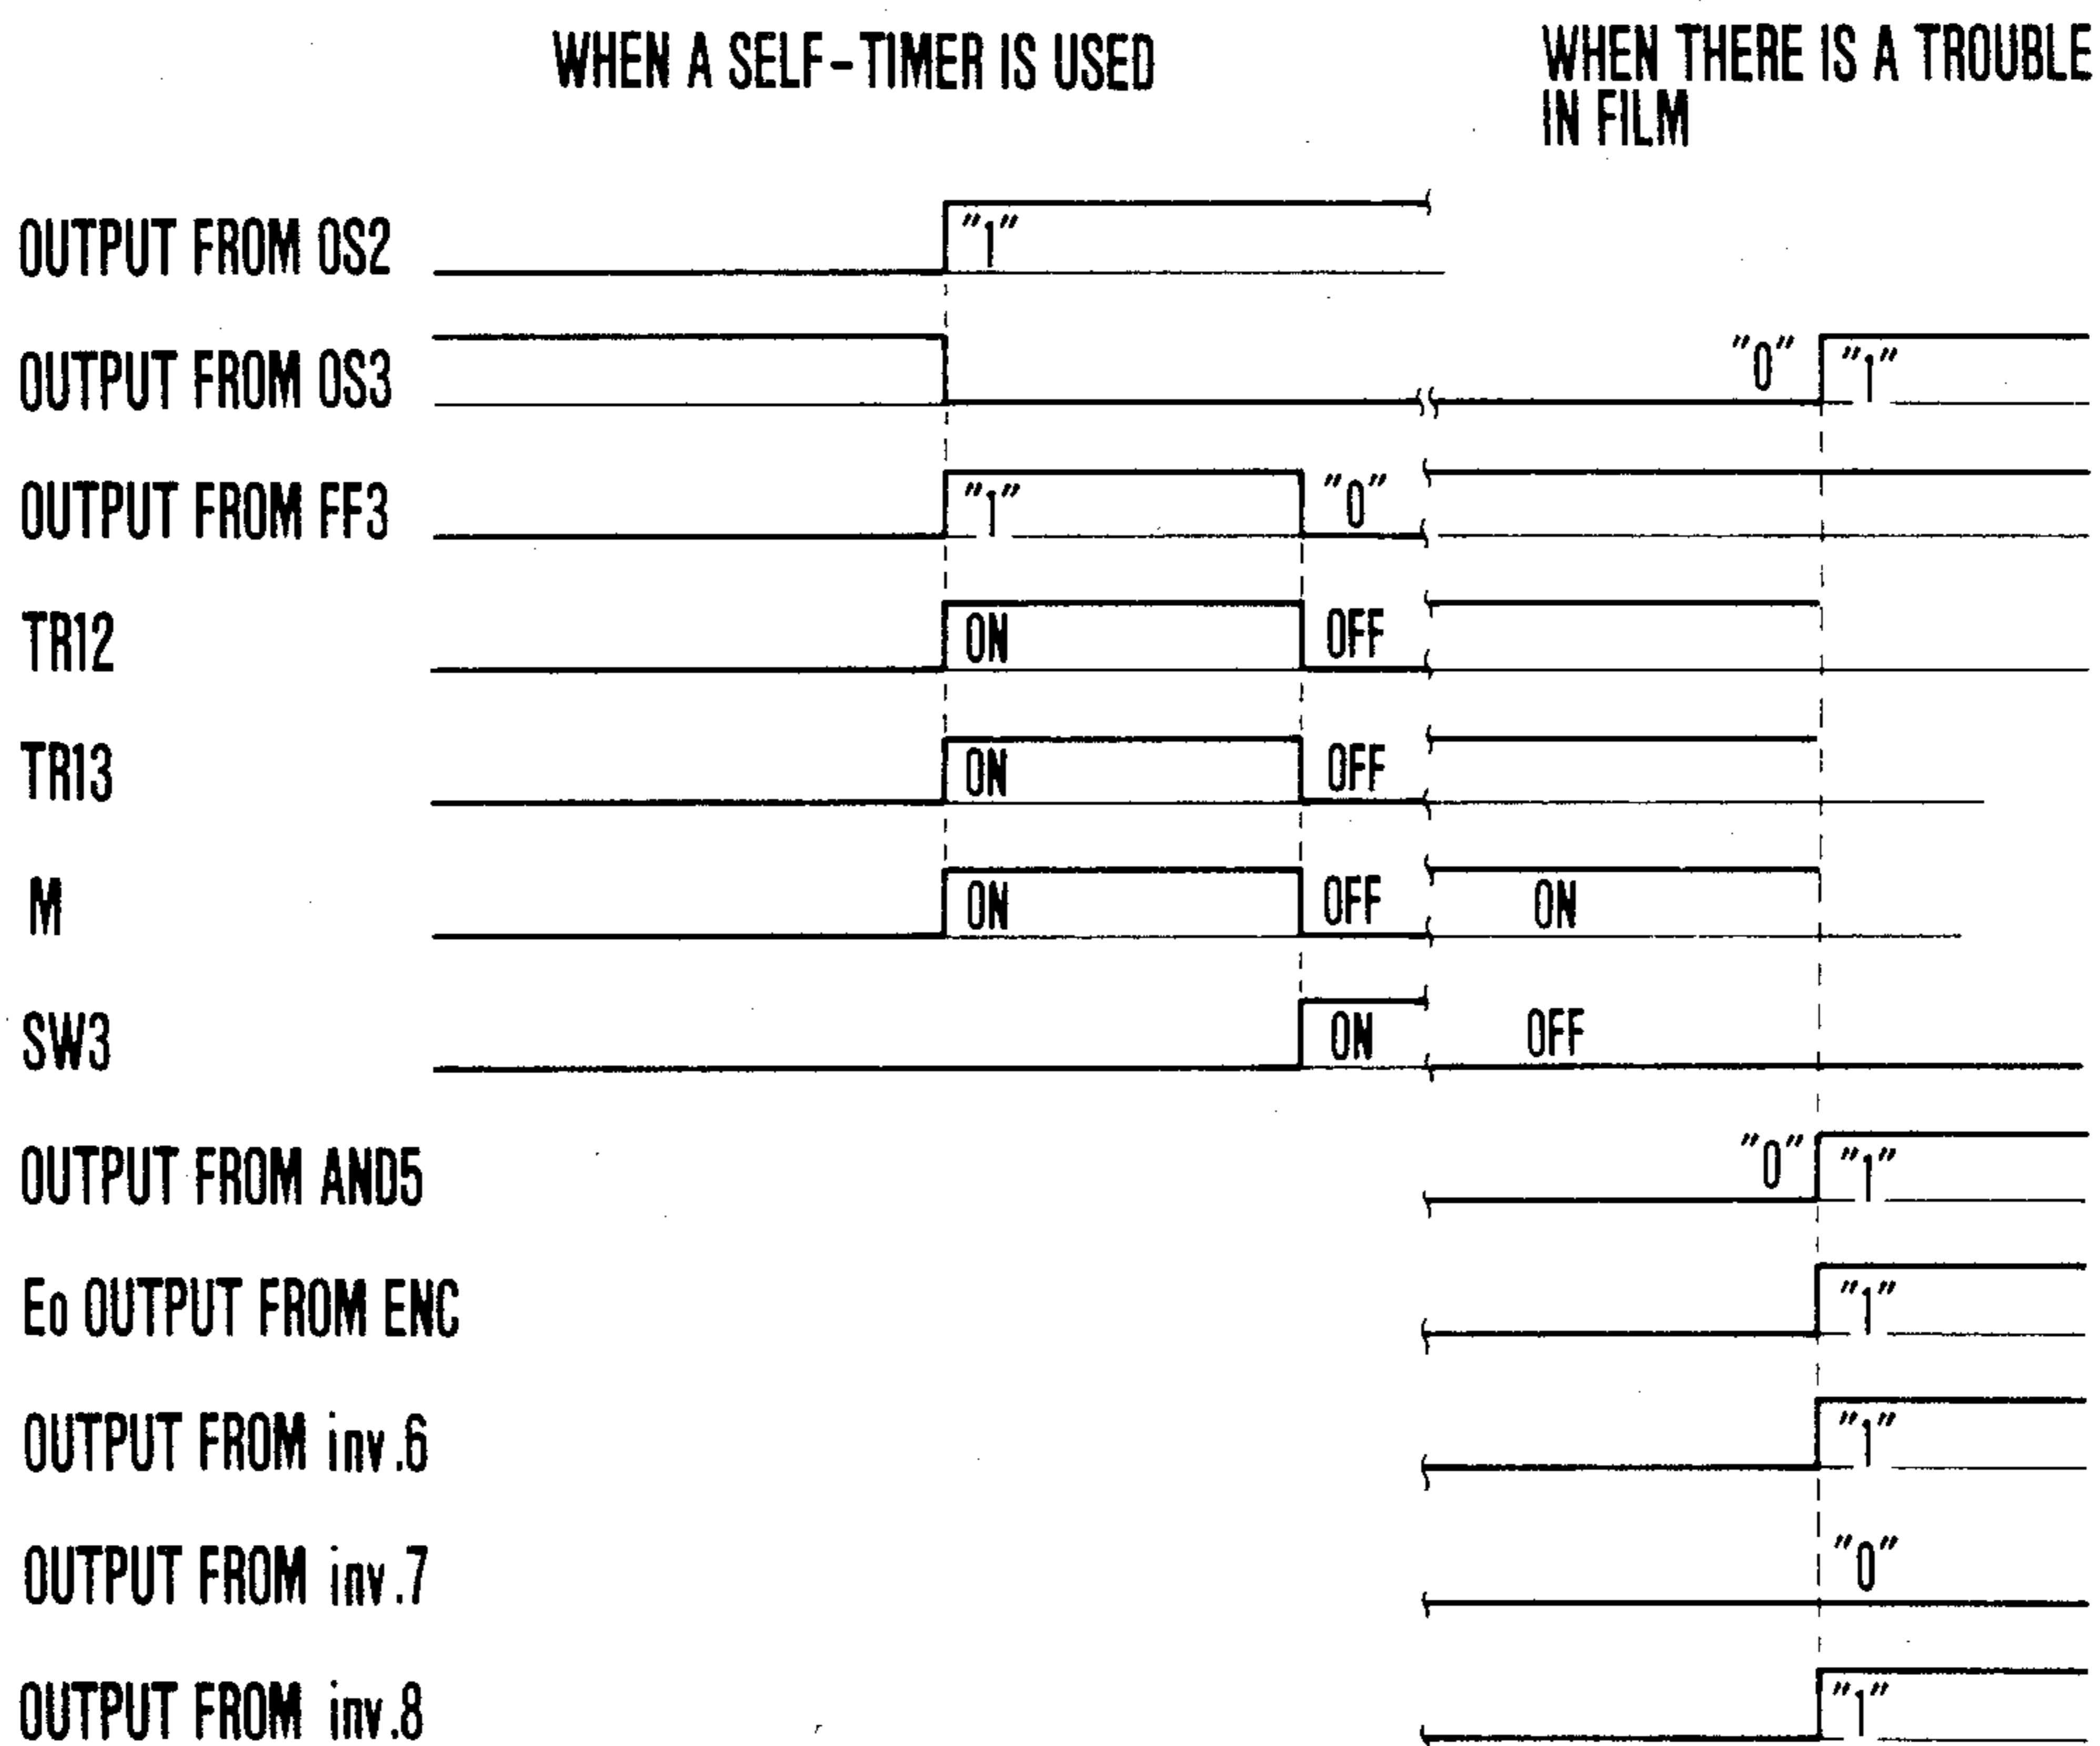 WHEN A SELF-TIMER IS USED
WHEN THERE IS A TROUBLE
IN FILM
OUTPUT FROM OS2
"1"
OUTPUT FROM OS3
"0" "1"
OUTPUT FROM FF3
"1" "0"
TR12
ON OFF
TR13
ON OFF
M
ON OFF ON
SW3
ON OFF
OUTPUT FROM AND5
"0" "1"
E0 OUTPUT FROM ENC
"1"
OUTPUT FROM inv.6
"1"
OUTPUT FROM inv.7
"0"
OUTPUT FROM inv.8
"1"